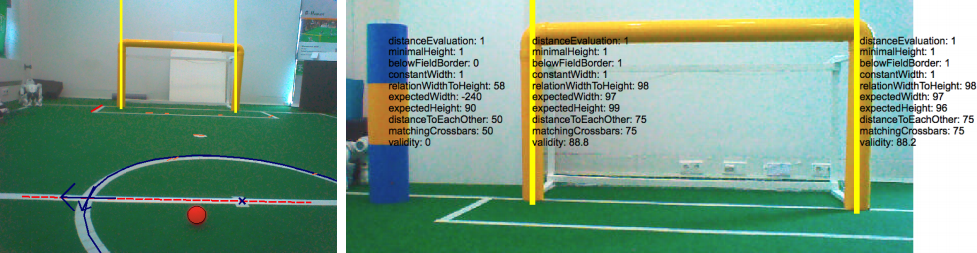 distanceEvaluation: 1
minimalHeight: 1
belowFieldBorder: 0
constantWidth: 1
relationWidthToHeight: 58
expectedWidth: -240
expectedHeight: 90
distanceToEachOther: 50
matchingCrossbars: 50
validity: 0
distanceEvaluation: 1
minimalHeight: 1
belowFieldBorder: 1
constantWidth: 1
relationWidthToHeight: 98
expectedWidth: 97
expectedHeight: 99
distanceToEachOther: 75
matchingCrossbars: 75
validity: 88.8
distanceEvaluation: 1
minimalHeight: 1
belowFieldBorder: 1
constantWidth: 1
relationWidthToHeight: 98
expectedWidth: 97
expectedHeight: 96
distanceToEachOther: 75
matchingCrossbars: 75
validity: 88.2